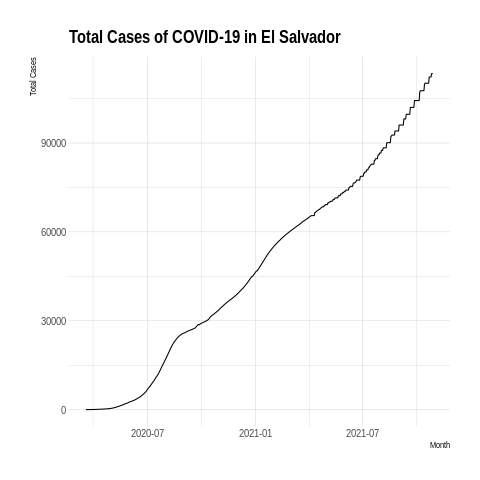 Total Cases of COVID-19 in El Salvador
Total Cases
90000
60000
30000
0
2020-07
2021-01
2021-07
Month